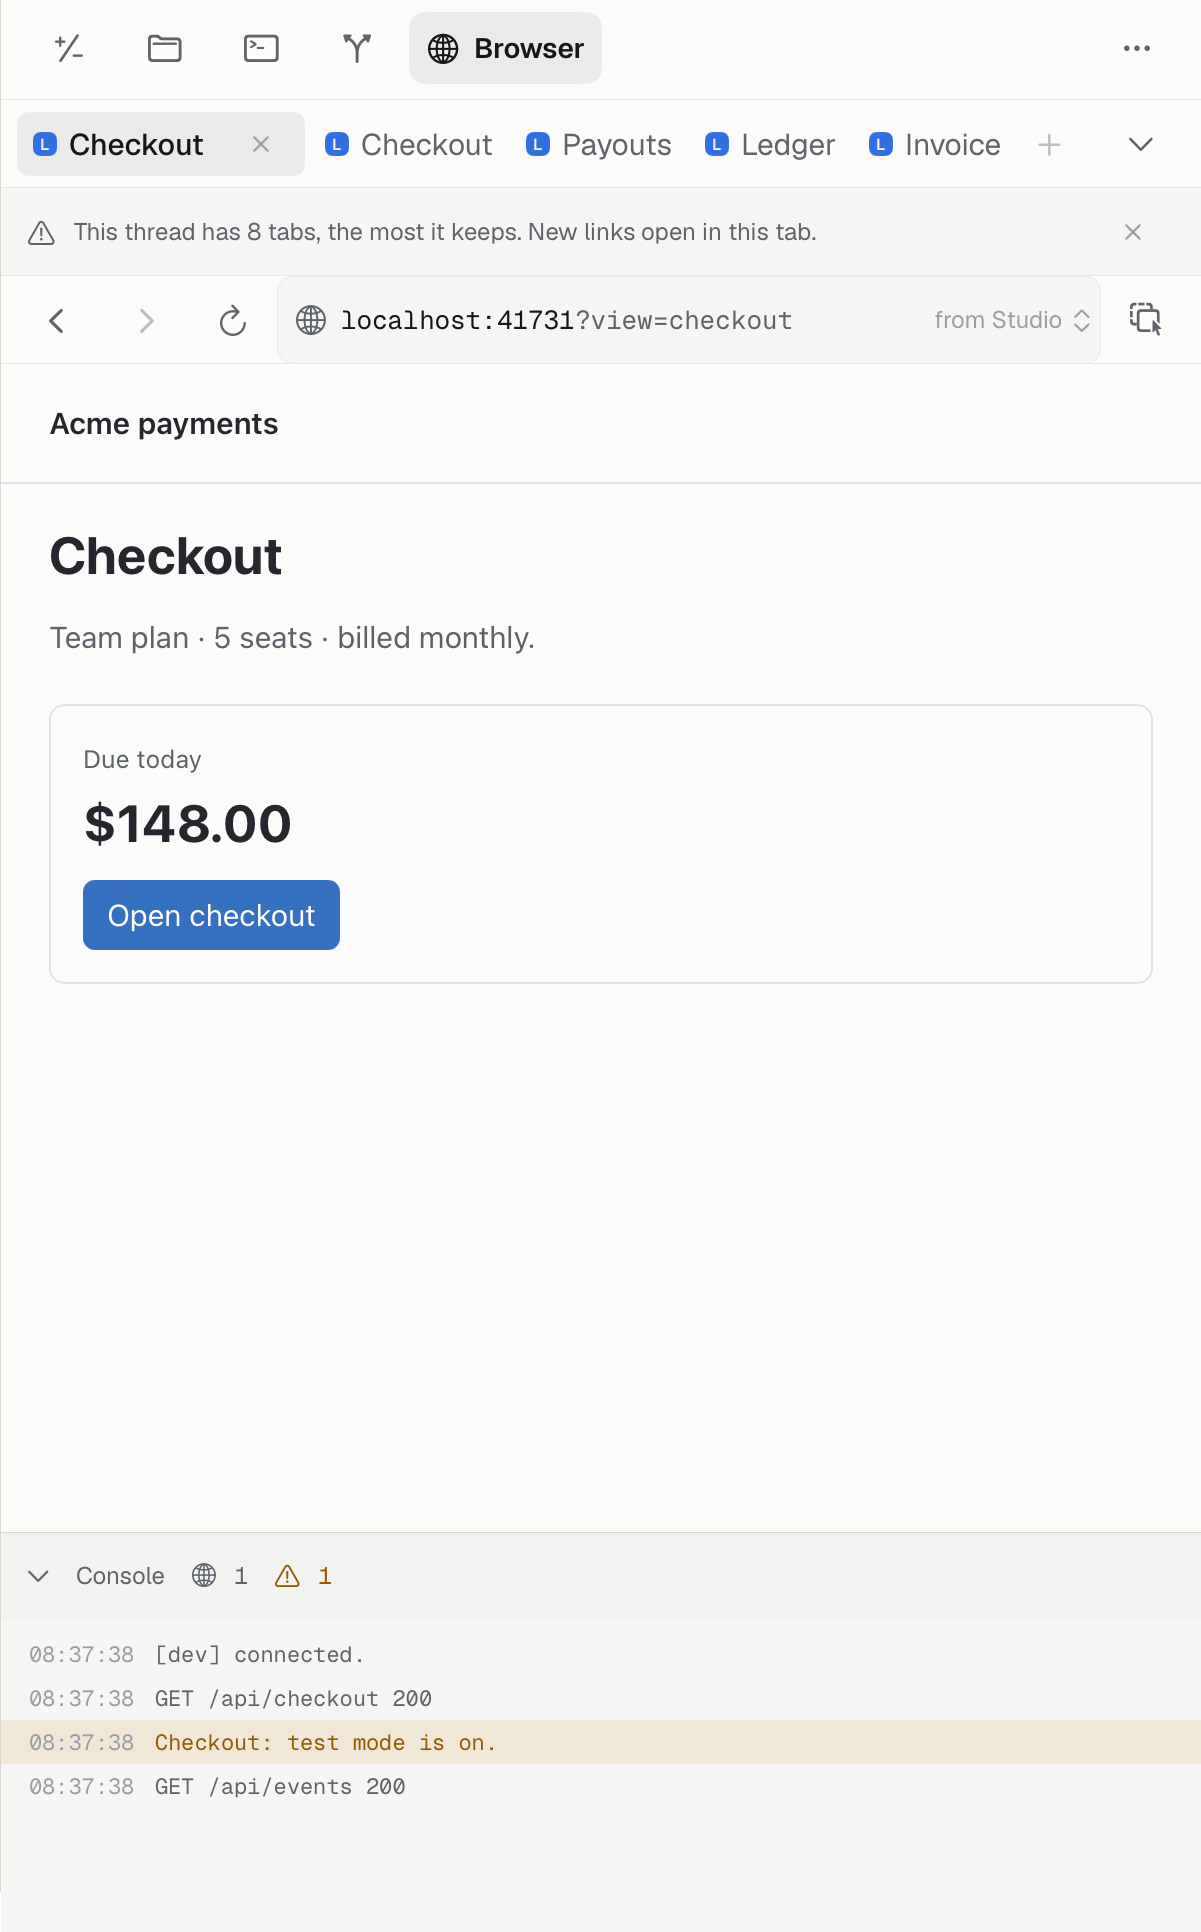 Browser
L Checkout L Checkout L Payouts L Ledger L Invoice
This thread has 8 tabs, the most it keeps. New links open in this tab.
localhost:41731?view=checkout from Studio
Acme payments
Checkout
Team plan · 5 seats · billed monthly.
Due today
$148.00
Open checkout
Console 1 1
08:37:38 [dev] connected.
08:37:38 GET /api/checkout 200
08:37:38 Checkout: test mode is on.
08:37:38 GET /api/events 200